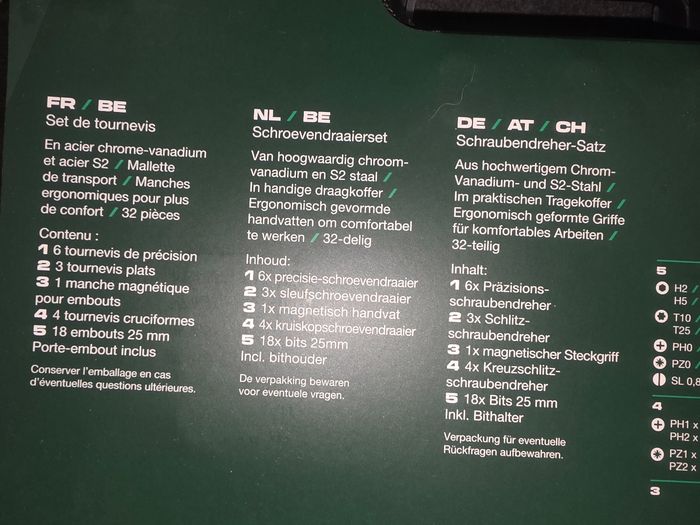 FR / BE
Set de tournevis
En acier chrome-vanadium
et acier S2 / Mallette
de transport / Manches
ergonomiques pour plus
de confort / 32 pièces
Contenu :
1 6 tournevis de précision
2 3 tournevis plats
3 1 manche magnétique
pour embouts
4 4 tournevis cruciformes
5 18 embouts 25 mm
Porte-embout inclus
Conserver l'emballage en cas
d'éventuelles questions ultérieures.
NL / BE
Schroevendraaierset
Van hoogwaardig chroom-
vanadium en S2 staal /
In handige draagkoffer /
Ergonomisch gevormde
handvatten om comfortabel
te werken / 32-delig
Inhoud:
1 6x precisie-schroevendraaier
2 3x sleufschroevendraaier
3 1x magnetisch handvat
4 4x kruiskopschroevendraaier
5 18x bits 25mm
Incl. bithouder
De verpakking bewaren
voor eventuele vragen.
DE / AT / CH
Schraubendreher-Satz
Aus hochwertigem Chrom-
Vanadium- und S2-Stahl /
Im praktischen Tragekoffer /
Ergonomisch geformte Griffe
für komfortables Arbeiten /
32-teilig
Inhalt:
1 6x Präzisions-
schraubendreher
2 3x Schlitz-
schraubendreher
3 1x magnetischer Steckgriff
4 4x Kreuzschlitz-
schraubendreher
5 18x Bits 25 mm
Inkl. Bithalter
Verpackung für eventuelle
Rückfragen aufbewahren.
5
H2 /
H5 /
T10 /
T25 /
PH0
PZ0 /
SL 0,8
4
PH1 x
PH2 x
PZ1 x
PZ2 x
3